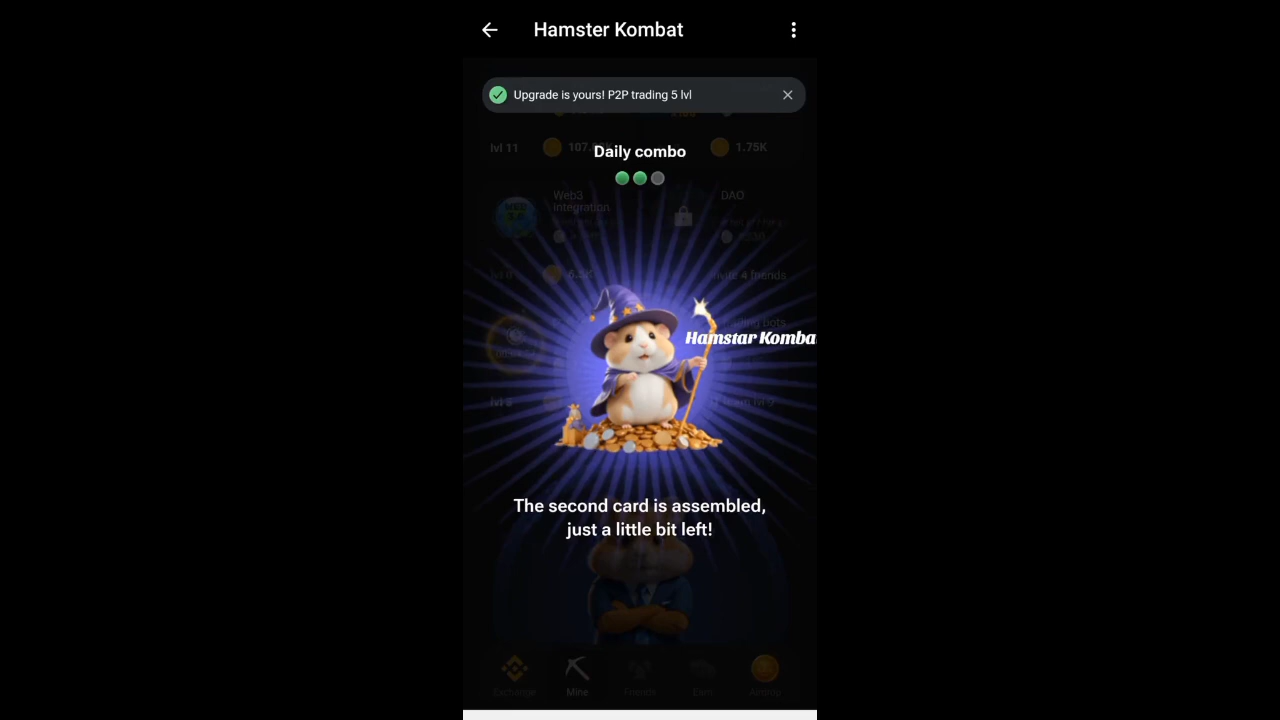 Hamster Kombat
Upgrade is yours! P2P trading 5 lvl
lvl 11
1.75K
Daily combo
Web3
integration
DAO
Hamstar Komba
The second card is assembled,
just a little bit left!
Exchange
Mine
Friends
Earn
Airdrop